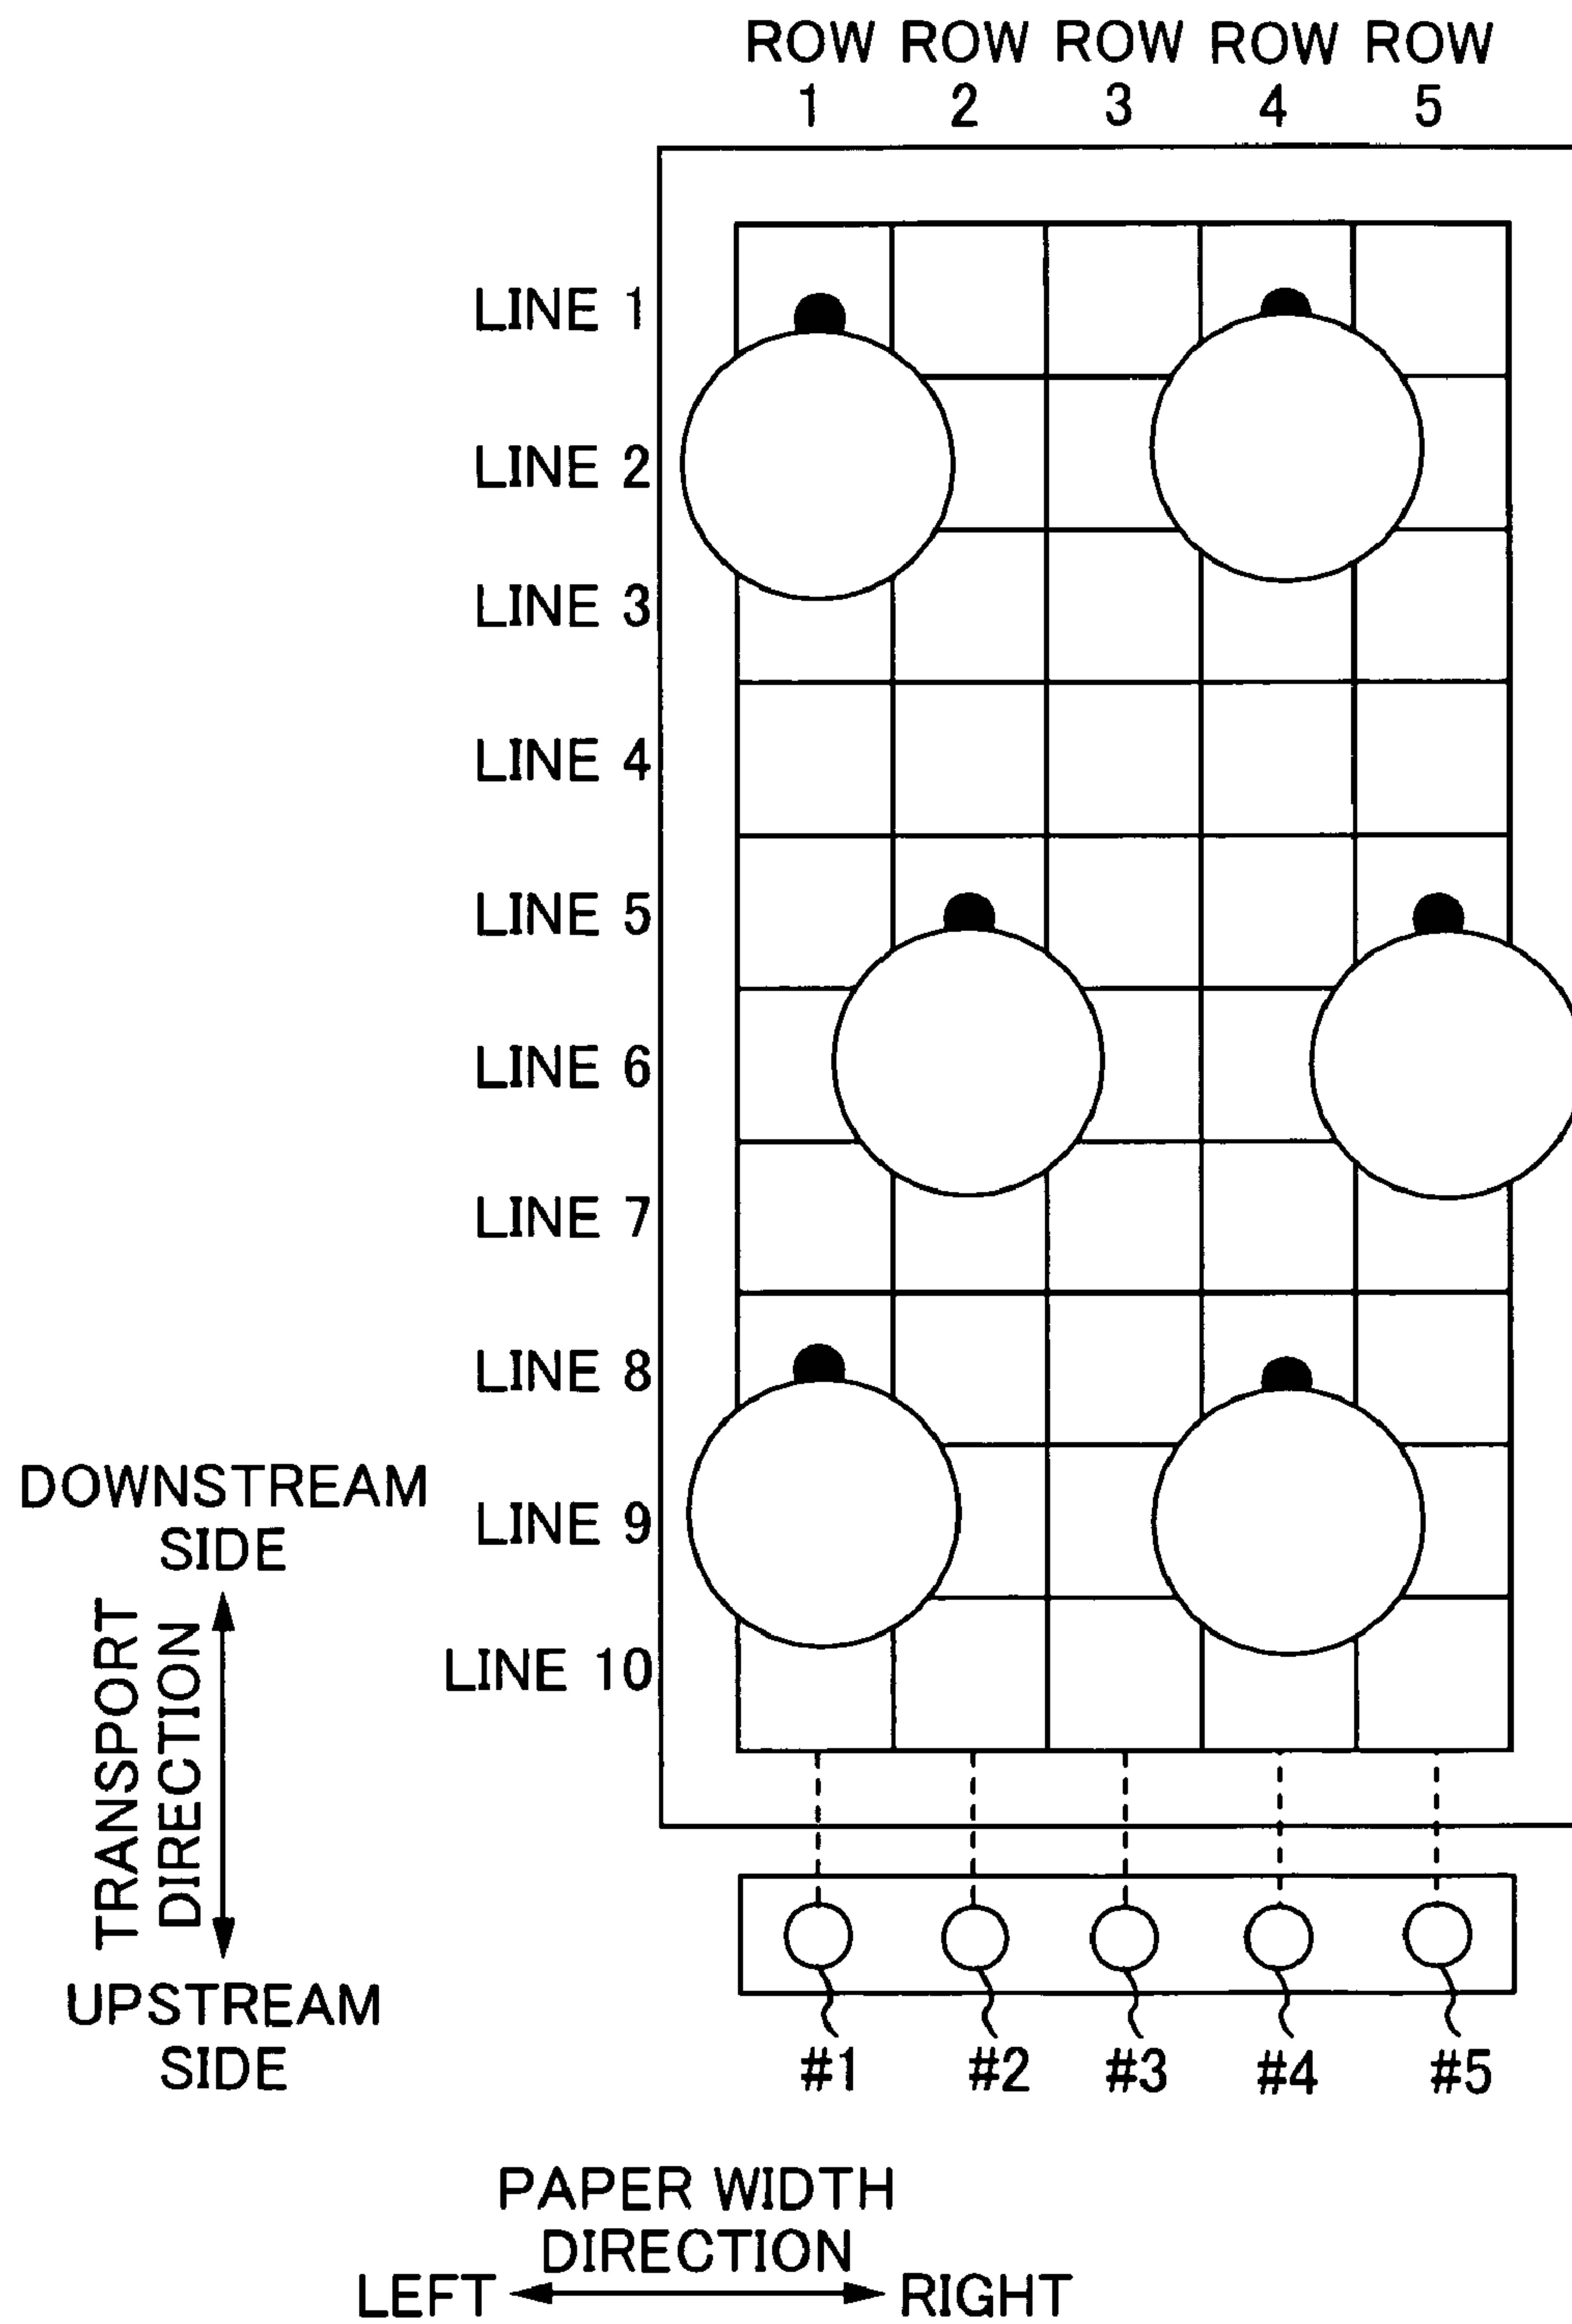 ROW ROW ROW ROW ROW
1 2 3 4 5
LINE 1
LINE 2
LINE 3
LINE 4
LINE 5
LINE 6
LINE 7
LINE 8
LINE 9
LINE 10
DOWNSTREAM
SIDE
TRANSPORT
DIRECTION
UPSTREAM
SIDE
#1 #2 #3 #4 #5
PAPER WIDTH
DIRECTION
LEFT RIGHT